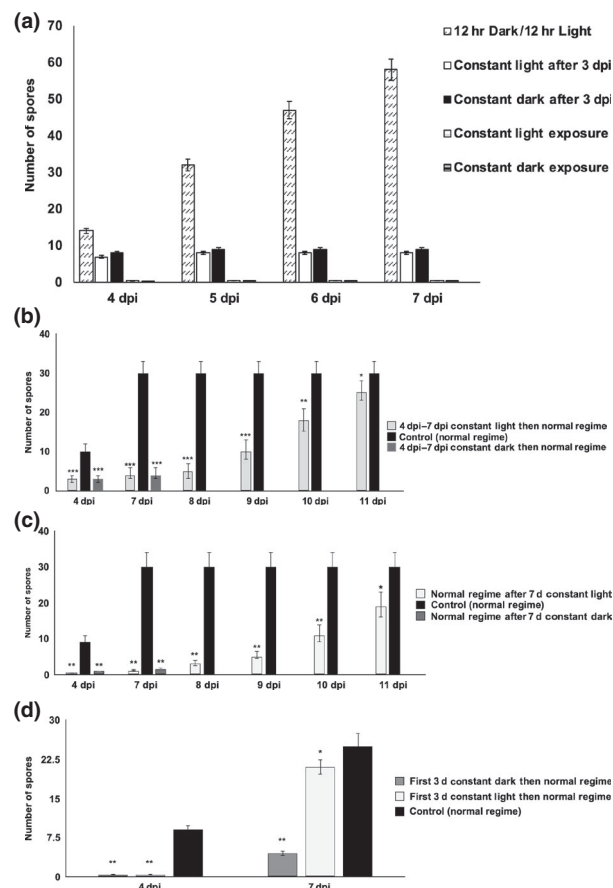 (a)
Number of spores
70
60
50
40
30
20
10
0
4 dpi 5 dpi 6 dpi 7 dpi
12 hr Dark/12 hr Light
Constant light after 3 dpi
Constant dark after 3 dpi
Constant light exposure
Constant dark exposure
(b)
Number of spores
40
30
20
10
0
*** *** *** *** *** *** ** *
4 dpi 7 dpi 8 dpi 9 dpi 10 dpi 11 dpi
4 dpi–7 dpi constant light then normal regime
Control (normal regime)
4 dpi–7 dpi constant dark then normal regime
(c)
Number of spores
40
30
20
10
0
** ** ** ** ** ** ** *
4 dpi 7 dpi 8 dpi 9 dpi 10 dpi 11 dpi
Normal regime after 7 d constant light
Control (normal regime)
Normal regime after 7 d constant dark
(d)
Number of spores
30
22.5
15
7.5
0
** ** ** *
4 dpi 7 dpi
First 3 d constant dark then normal regime
First 3 d constant light then normal regime
Control (normal regime)